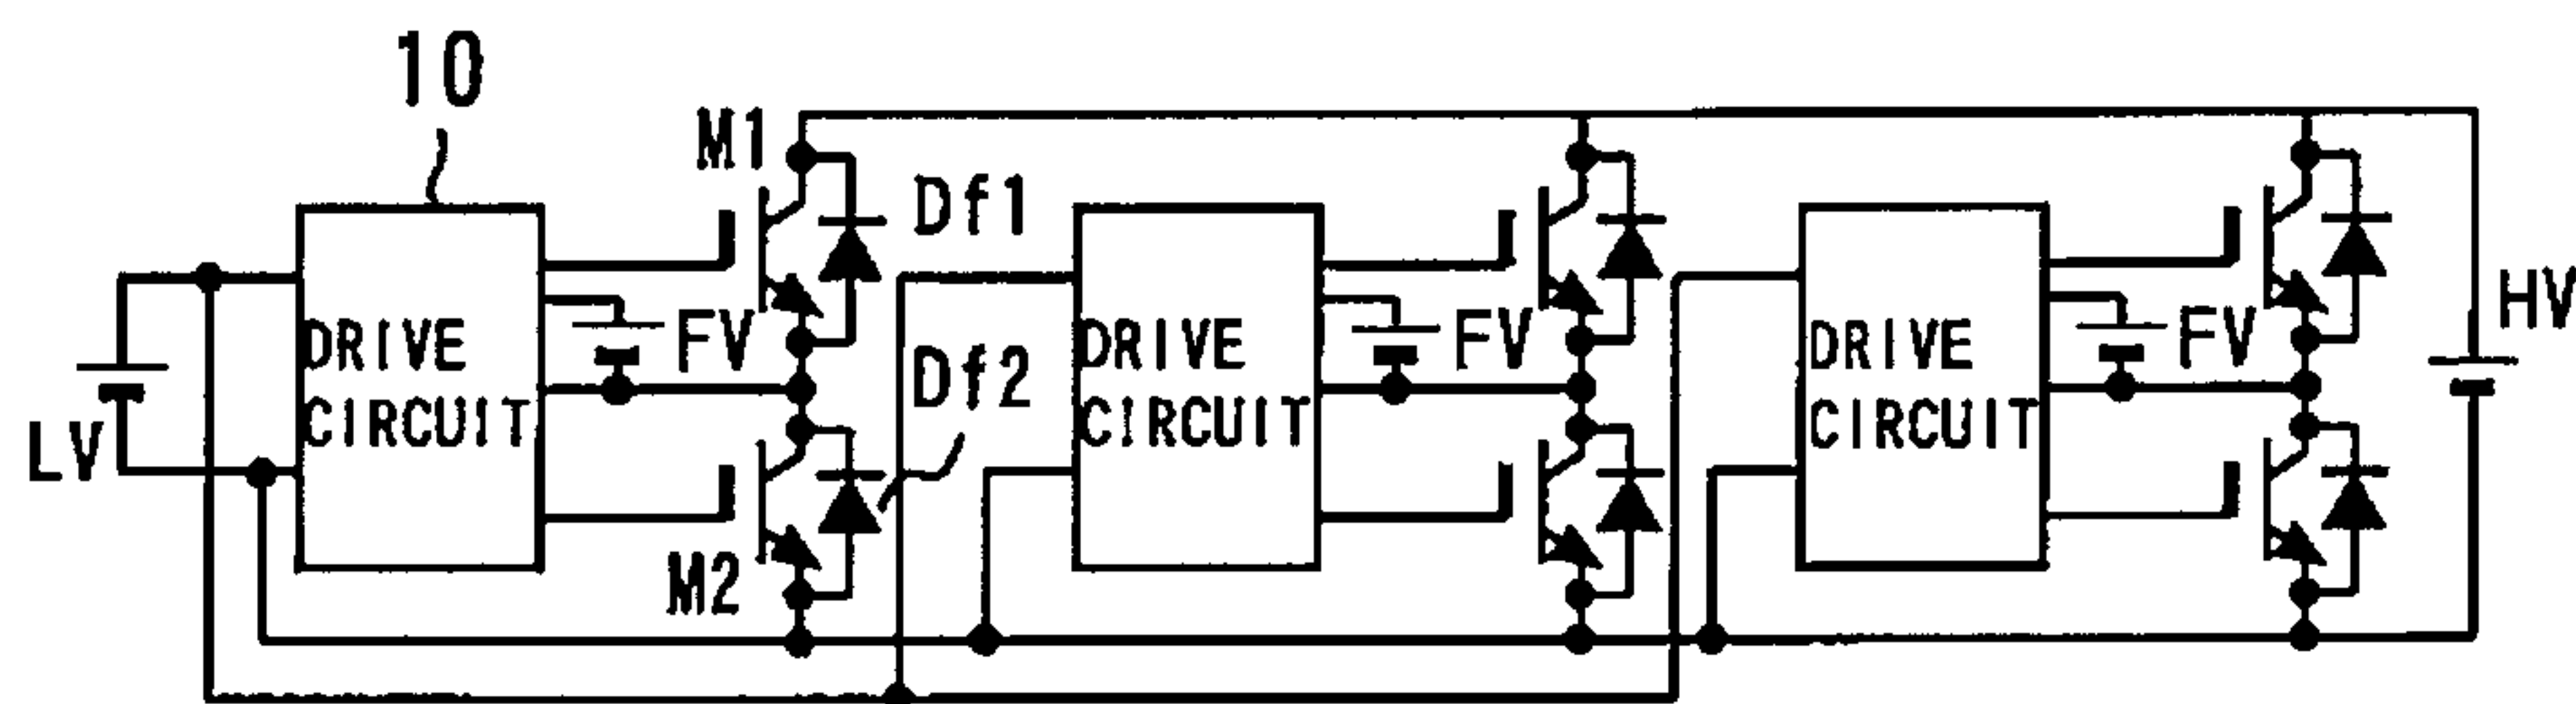 10
M1
Df1
DRIVE
CIRCUIT
FV
Df2
M2
LV
DRIVE
CIRCUIT
FV
DRIVE
CIRCUIT
FV
HV